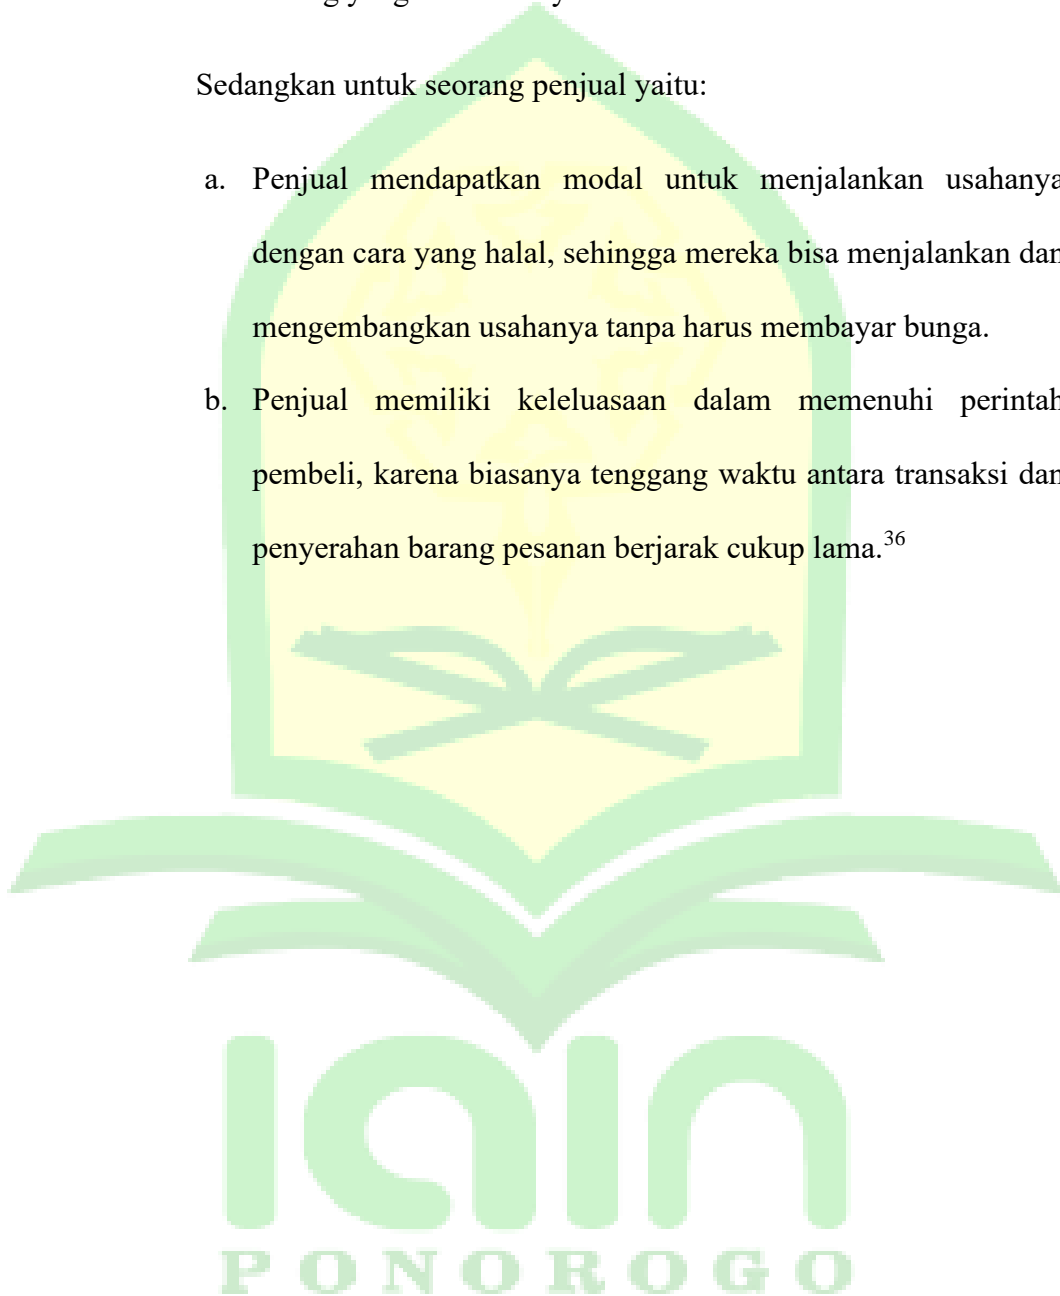 Sedangkan untuk seorang penjual yaitu:
a. Penjual mendapatkan modal untuk menjalankan usahanya
dengan cara yang halal, sehingga mereka bisa menjalankan dan
mengembangkan usahanya tanpa harus membayar bunga.
b. Penjual memiliki keleluasaan dalam memenuhi perintah
pembeli, karena biasanya tenggang waktu antara transaksi dan
penyerahan barang pesanan berjarak cukup lama.36
iain
PONOROGO